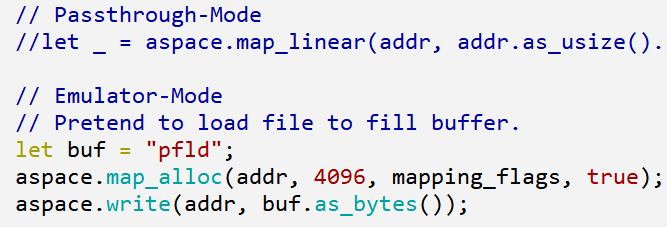 // Passthrough-Mode
//let _ = aspace.map_linear(addr, addr.as_usize().
// Emulator-Mode
// Pretend to load file to fill buffer.
let buf = "pfld";
aspace.map_alloc(addr, 4096, mapping_flags, true);
aspace.write(addr, buf.as_bytes());